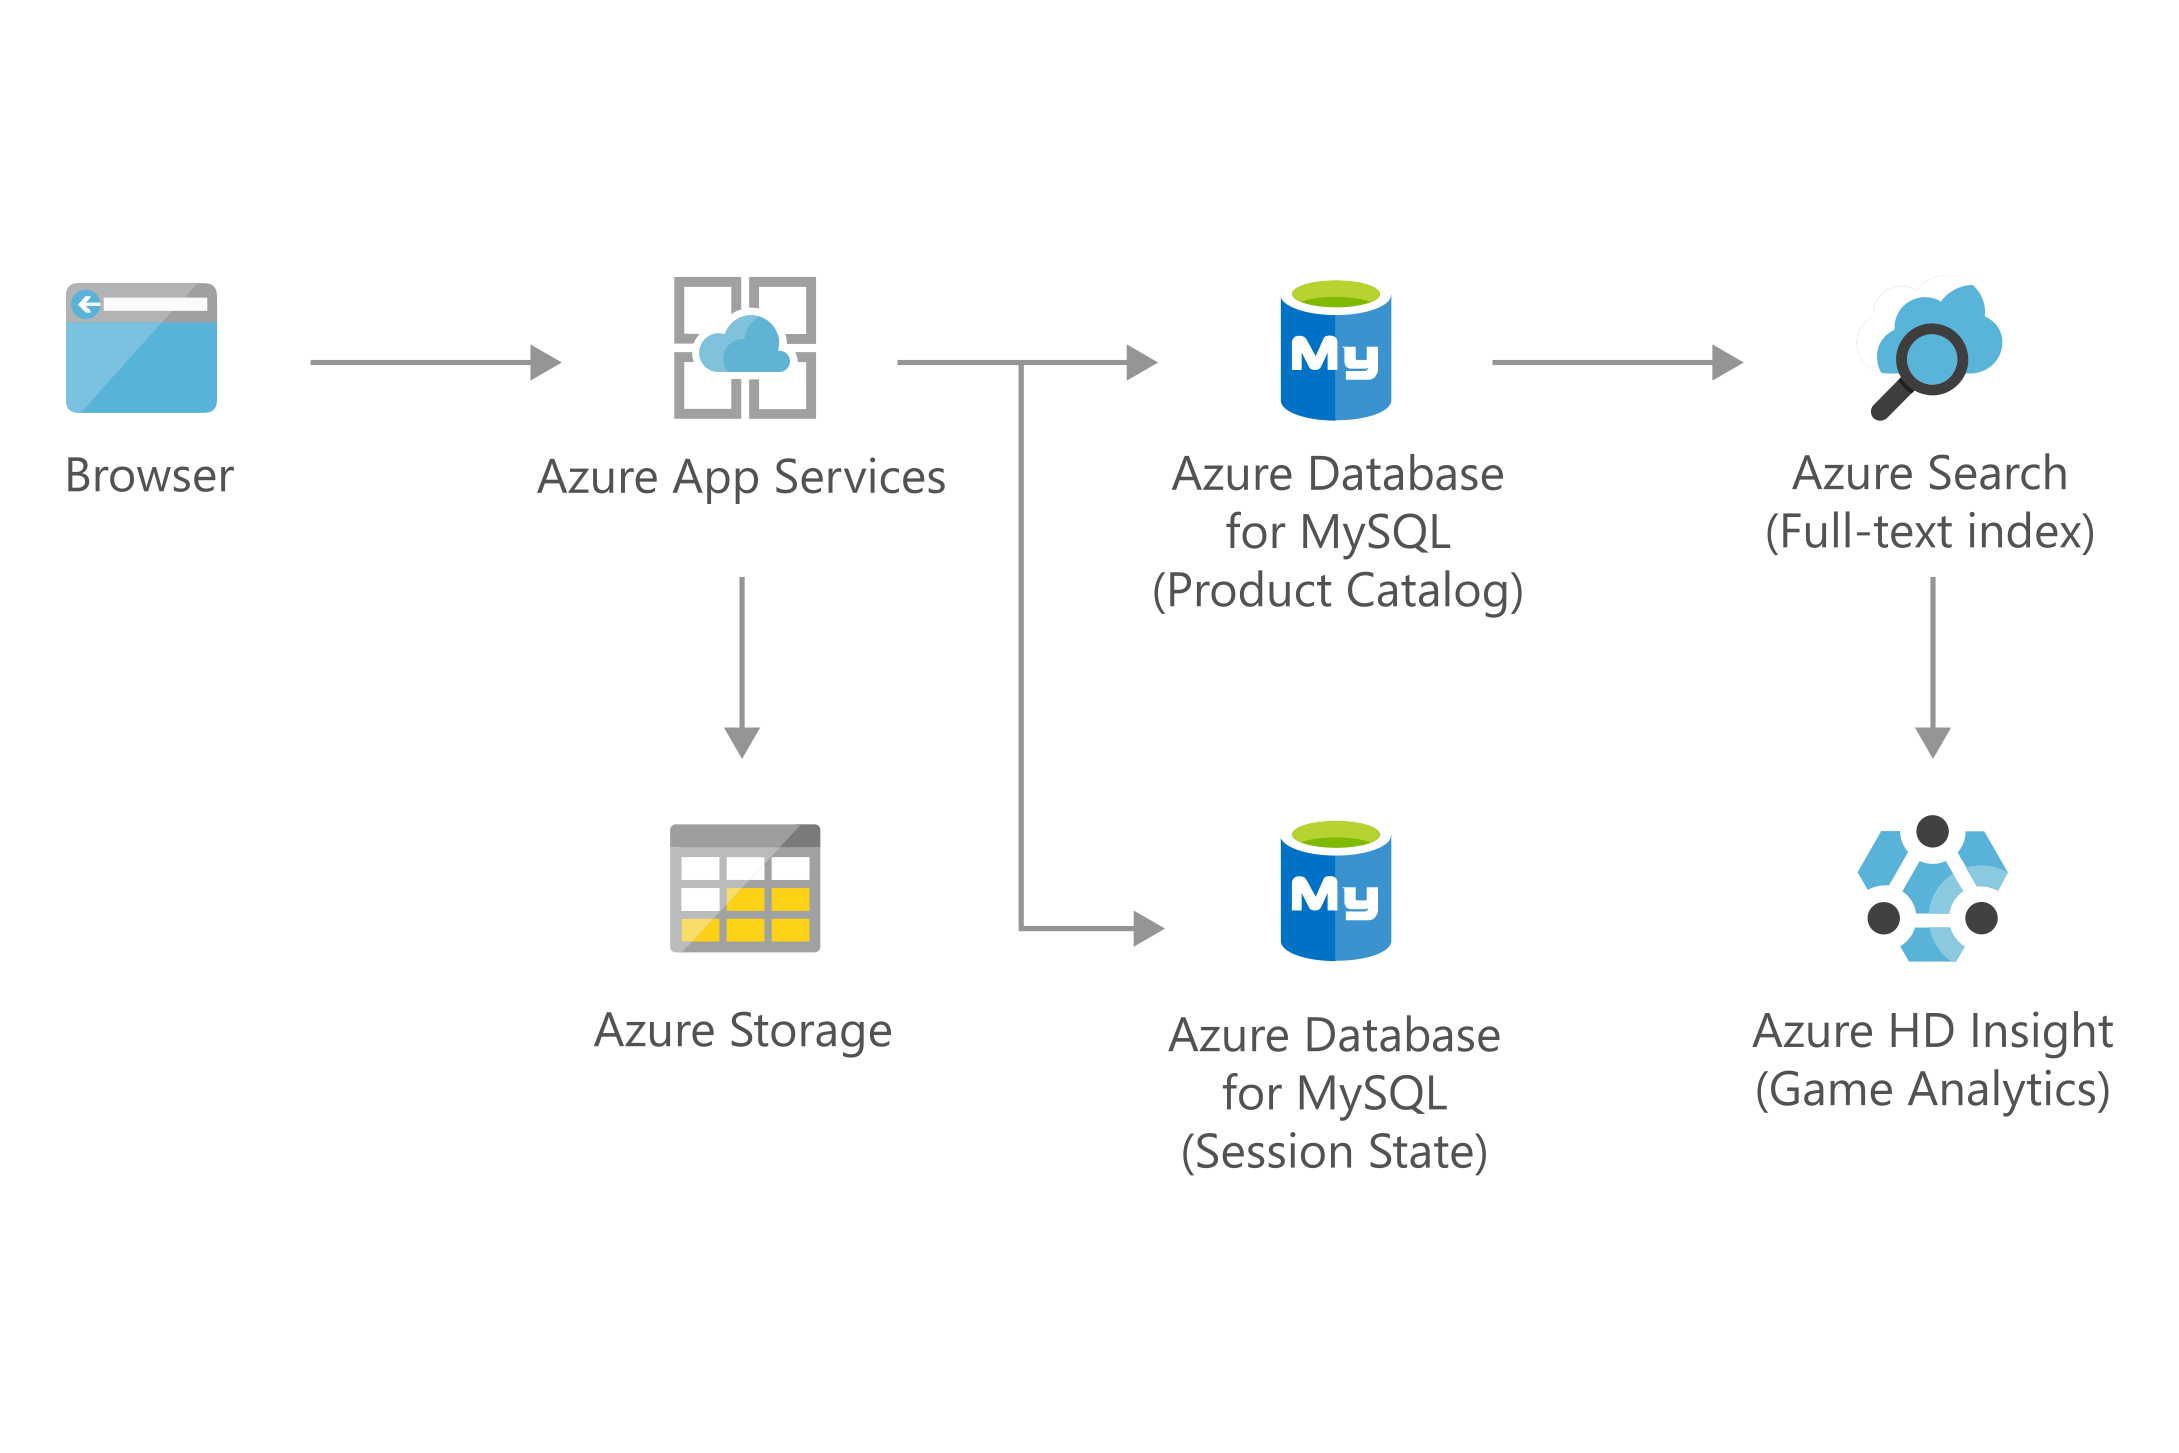 My
Browser
Azure App Services
Azure Database
for MySQL
(Product Catalog)
Azure Search
(Full-text index)
My
Azure Storage
Azure Database
for MySQL
(Session State)
Azure HD Insight
(Game Analytics)